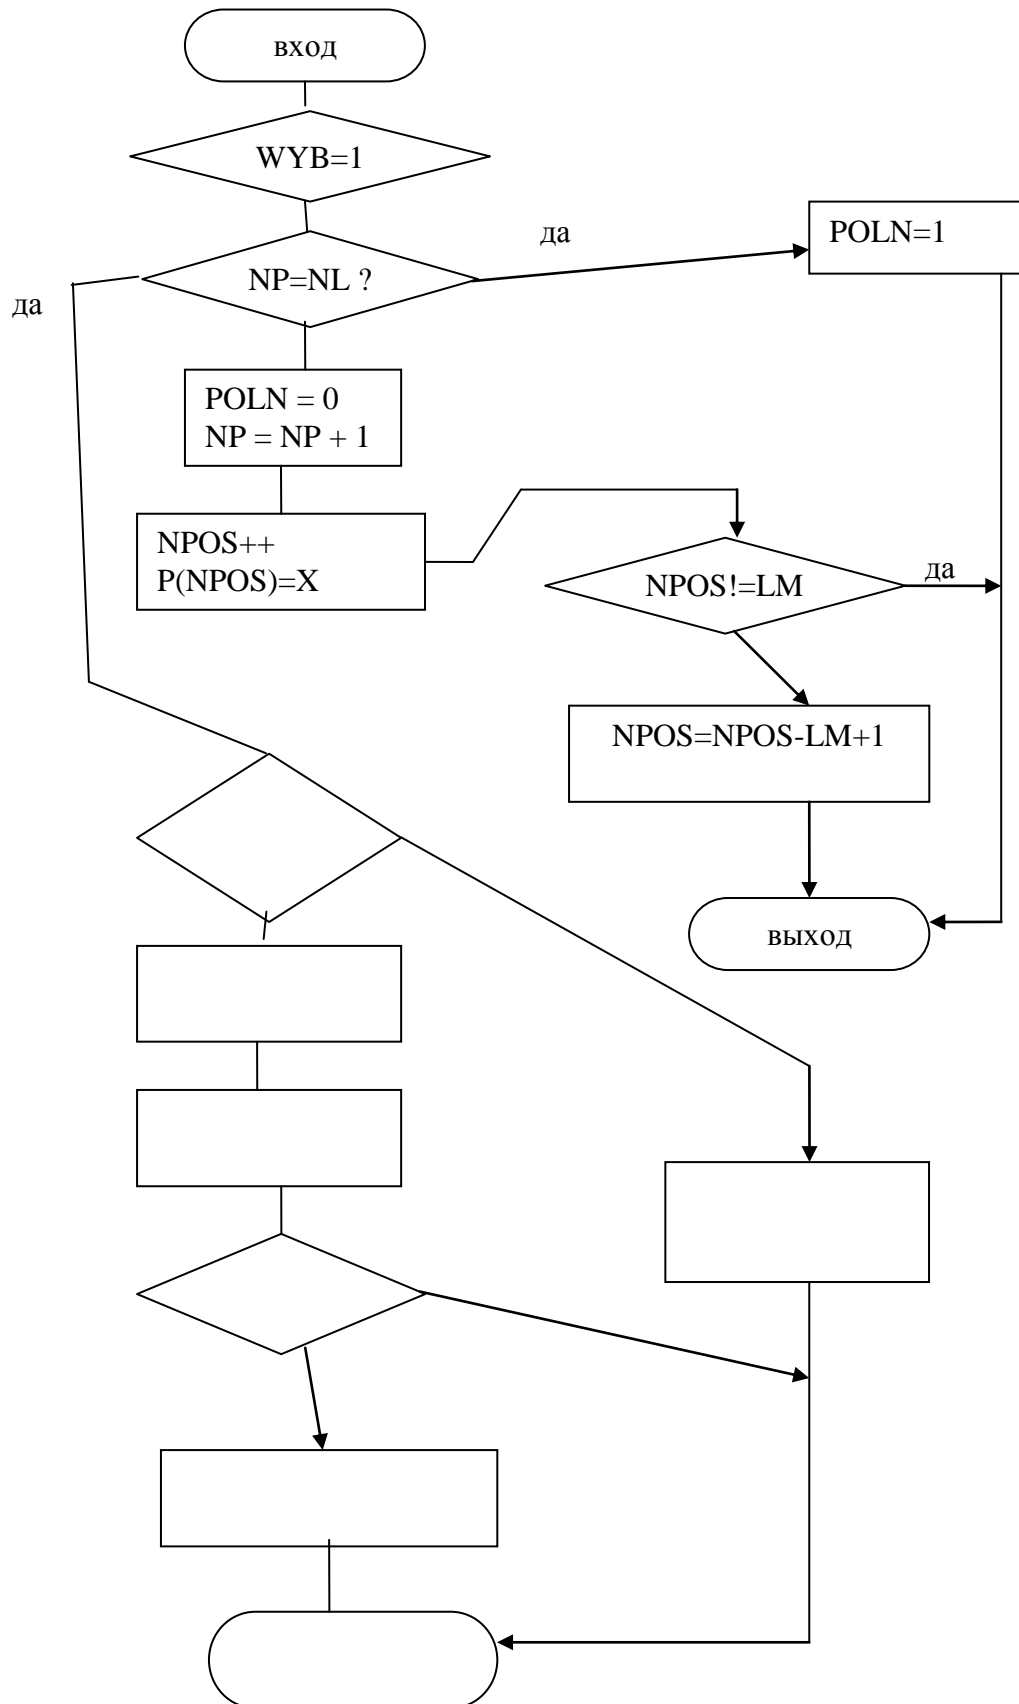 вход
WYB=1
да
POLN=1
NP=NL ?
да
POLN = 0
NP = NP + 1
NPOS++
P(NPOS)=X
NPOS!=LM
да
NPOS=NPOS-LM+1
выход